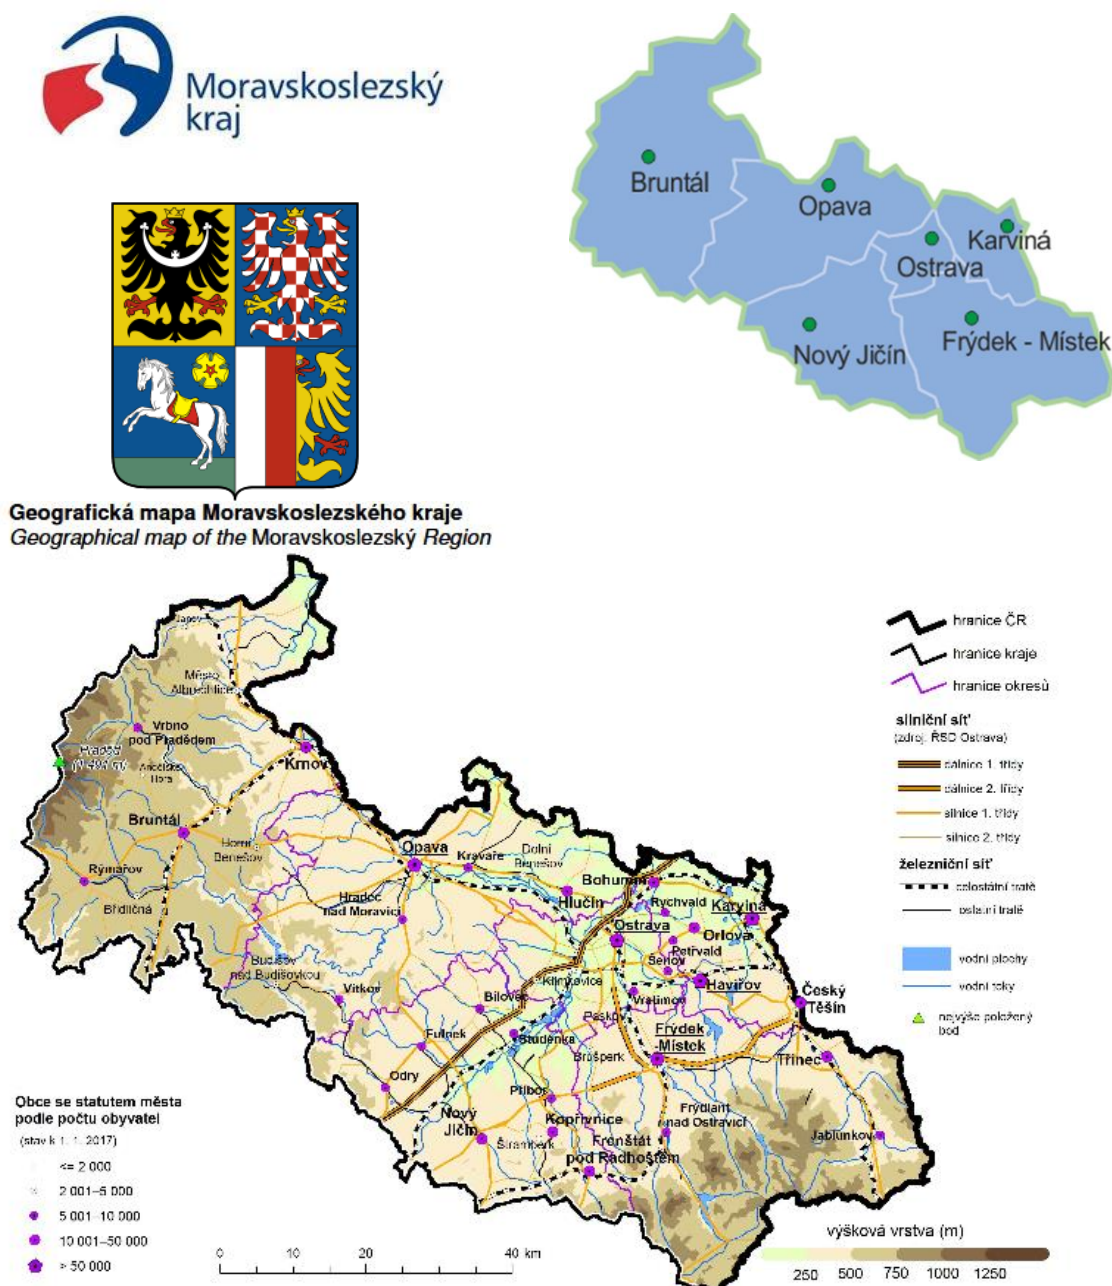 Moravskoslezský
kraj
Bruntál
Opava
Karviná
Ostrava
Nový Jičín
Frýdek - Místek
Geografická mapa Moravskoslezského kraje
Geographical map of the Moravskoslezský Region
hranice ČR
hranice kraje
hranice okresů
silniční síť
(zdroj: ŘSD Ostrava)
dálnice 1. třídy
dálnice 2. třídy
silnice 1. třídy
silnice 2. třídy
železniční síť
celostátní tratě
ostatní tratě
vodní plochy
vodní toky
nejvýše položený
bod
Janov
Město
Albrechtice
Vrbno
pod Pradědem
Praděd
Andělská
Hora
Krnov
Bruntál
Horní
Benešov
Rýmařov
Břidličná
Opava
Kravaře
Dolní
Benešov
Hlučín
Bohumín
Rychvald
Karviná
Hradec
nad Moravicí
Ostrava
Orlová
Petřvald
Šenov
Havířov
Budišov
nad Budišovkou
Klimkovice
Vítkov
Bílovec
Vratimov
Český
Těšín
Paskov
Fulnek
Studénka
Frýdek
-Místek
Brušperk
Třinec
Odry
Příbor
Nový
Jičín
Kopřivnice
Štramberk
Frýdlant
nad Ostravicí
Frenštát
pod Radhoštěm
Jablunkov
Obce se statutem města
podle počtu obyvatel
(stav k 1. 1. 2017)
<= 2 000
2 001–5 000
5 001–10 000
10 001–50 000
> 50 000
0 10 20 40 km
výšková vrstva (m)
250 500 750 1000 1250